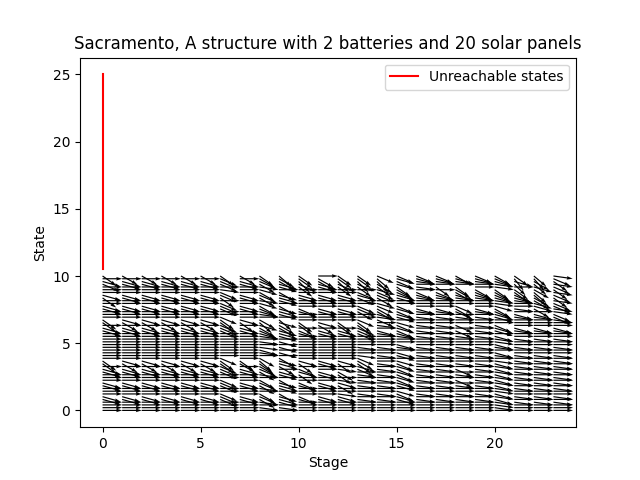 Sacramento, A structure with 2 batteries and 20 solar panels
Unreachable states
25
20
15
10
5
0
State
0 5 10 15 20
Stage